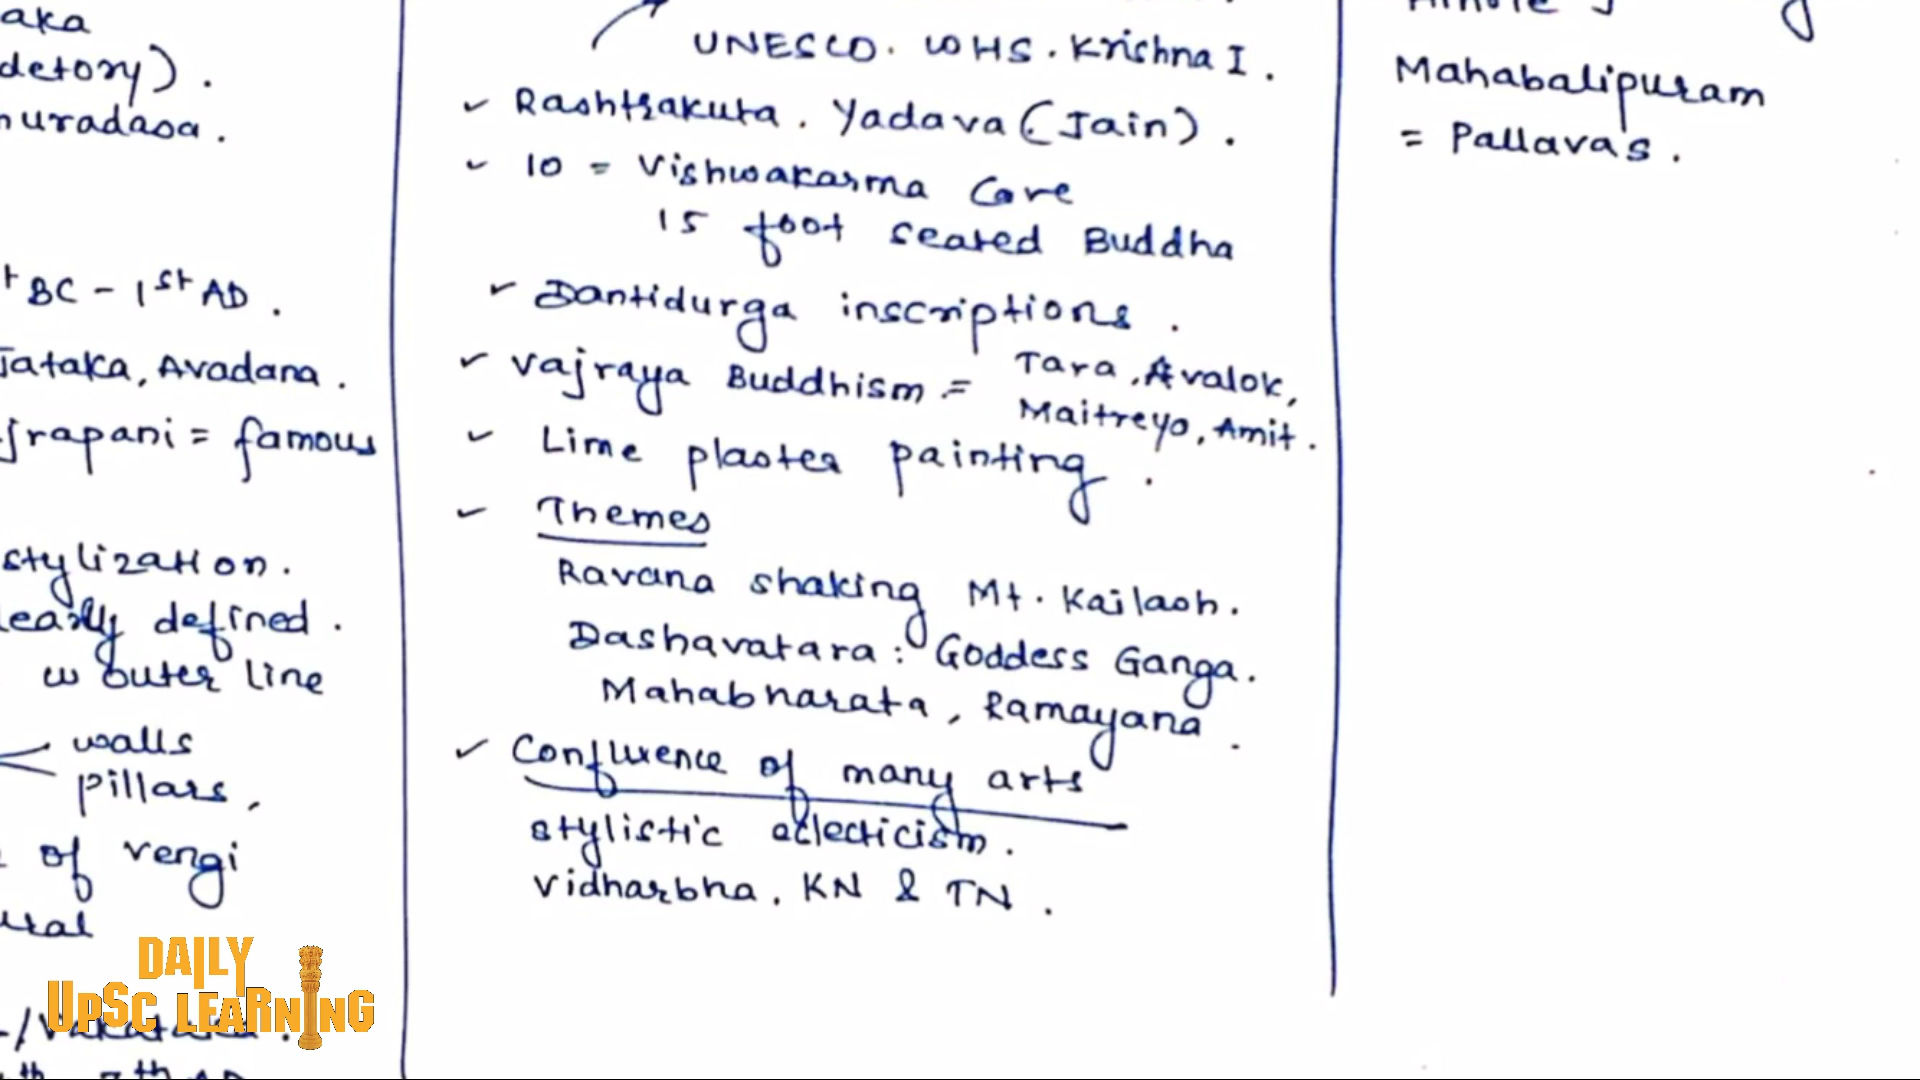 aka
detory).
nuradasa.
BC - 1st AD.
Jataka, Avadana.
jrapani = famous
stylization.
learly defined.
w outer line
walls
pillars,
of vengi
ural
DAILY
UPSC LEARNING
UNESCO. WHS. Krishna I.
Rashtrakuta. Yadava (Jain).
10 = Vishwakarma Cave
15 foot seated Buddha
Dantidurga inscriptions.
Vajraya Buddhism = Tara, Avalok,
Maitreyo, Amit.
Lime plaster painting.
Themes
Ravana shaking Mt. Kailash.
Dashavatara: Goddess Ganga.
Mahabharata, Ramayana.
Confluence of many arts
stylistic eclecticism.
Vidharbha, KN & TN.
Mahabalipuram
= Pallava's.